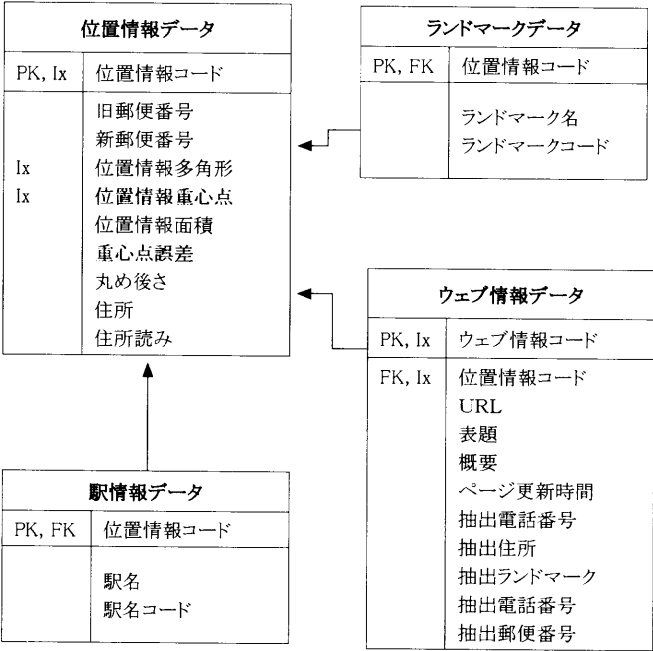 位置情報データ
PK, Ix 位置情報コード
旧郵便番号
新郵便番号
Ix 位置情報多角形
Ix 位置情報重心点
位置情報面積
重心点誤差
丸め後さ
住所
住所読み
ランドマークデータ
PK, FK 位置情報コード
ランドマーク名
ランドマークコード
ウェブ情報データ
PK, Ix ウェブ情報コード
FK, Ix 位置情報コード
URL
表題
概要
ページ更新時間
抽出電話番号
抽出住所
抽出ランドマーク
抽出電話番号
抽出郵便番号
駅情報データ
PK, FK 位置情報コード
駅名
駅名コード